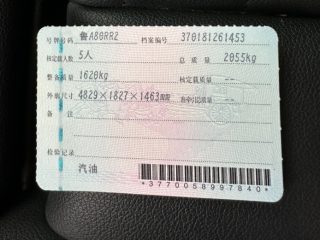 号牌号码 鲁A80RR2 档案编号 370181261453
核定载人数 5人 总质量 2055kg
整备质量 1620kg 核定载质量 --
外廓尺寸 4829×1827×1463mm 准牵引总质量 --
备注
检验记录
汽油
*3770058997840*